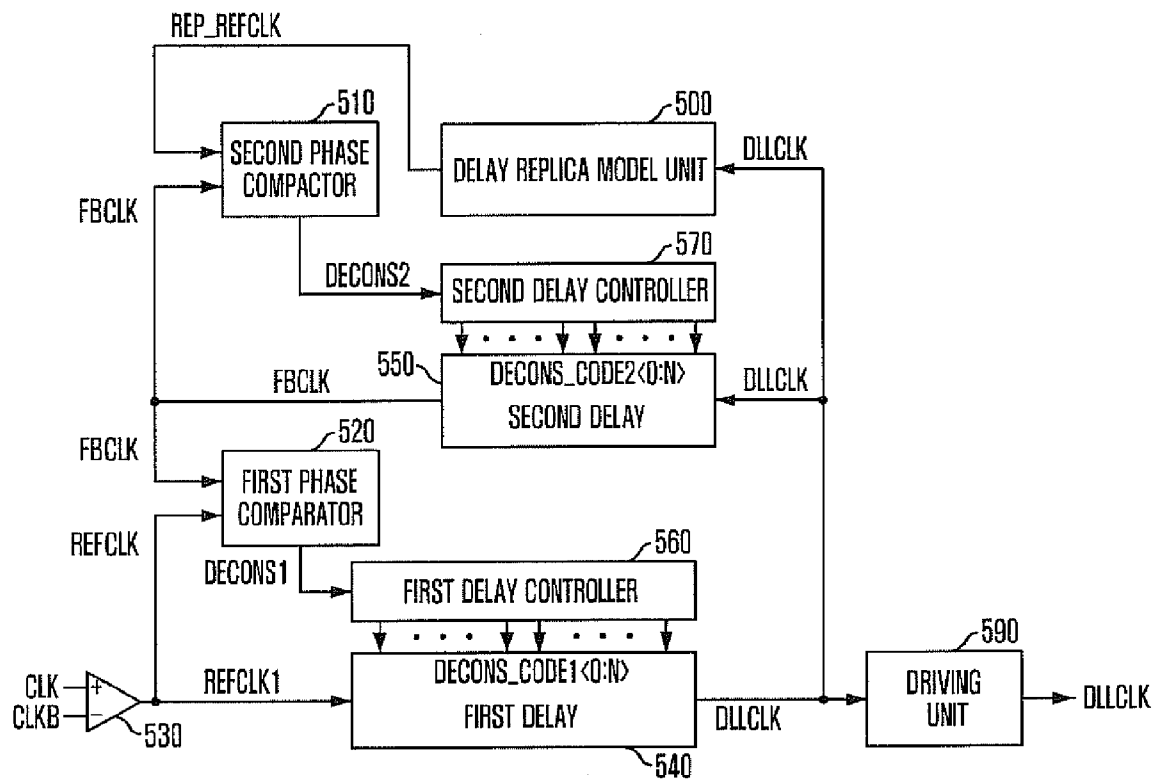 REP_REFCLK
510
500
SECOND PHASE
COMPACTOR
DELAY REPLICA MODEL UNIT
DLLCLK
FBCLK
570
DECONS2
SECOND DELAY CONTROLLER
550
FBCLK
DECONS_CODE2<0:N>
SECOND DELAY
DLLCLK
520
FBCLK
FIRST PHASE
COMPARATOR
REFCLK
560
DECONS1
FIRST DELAY CONTROLLER
590
CLK
CLKB
+
−
530
REFCLK1
DECONS_CODE1<0:N>
FIRST DELAY
DLLCLK
DRIVING
UNIT
DLLCLK
540